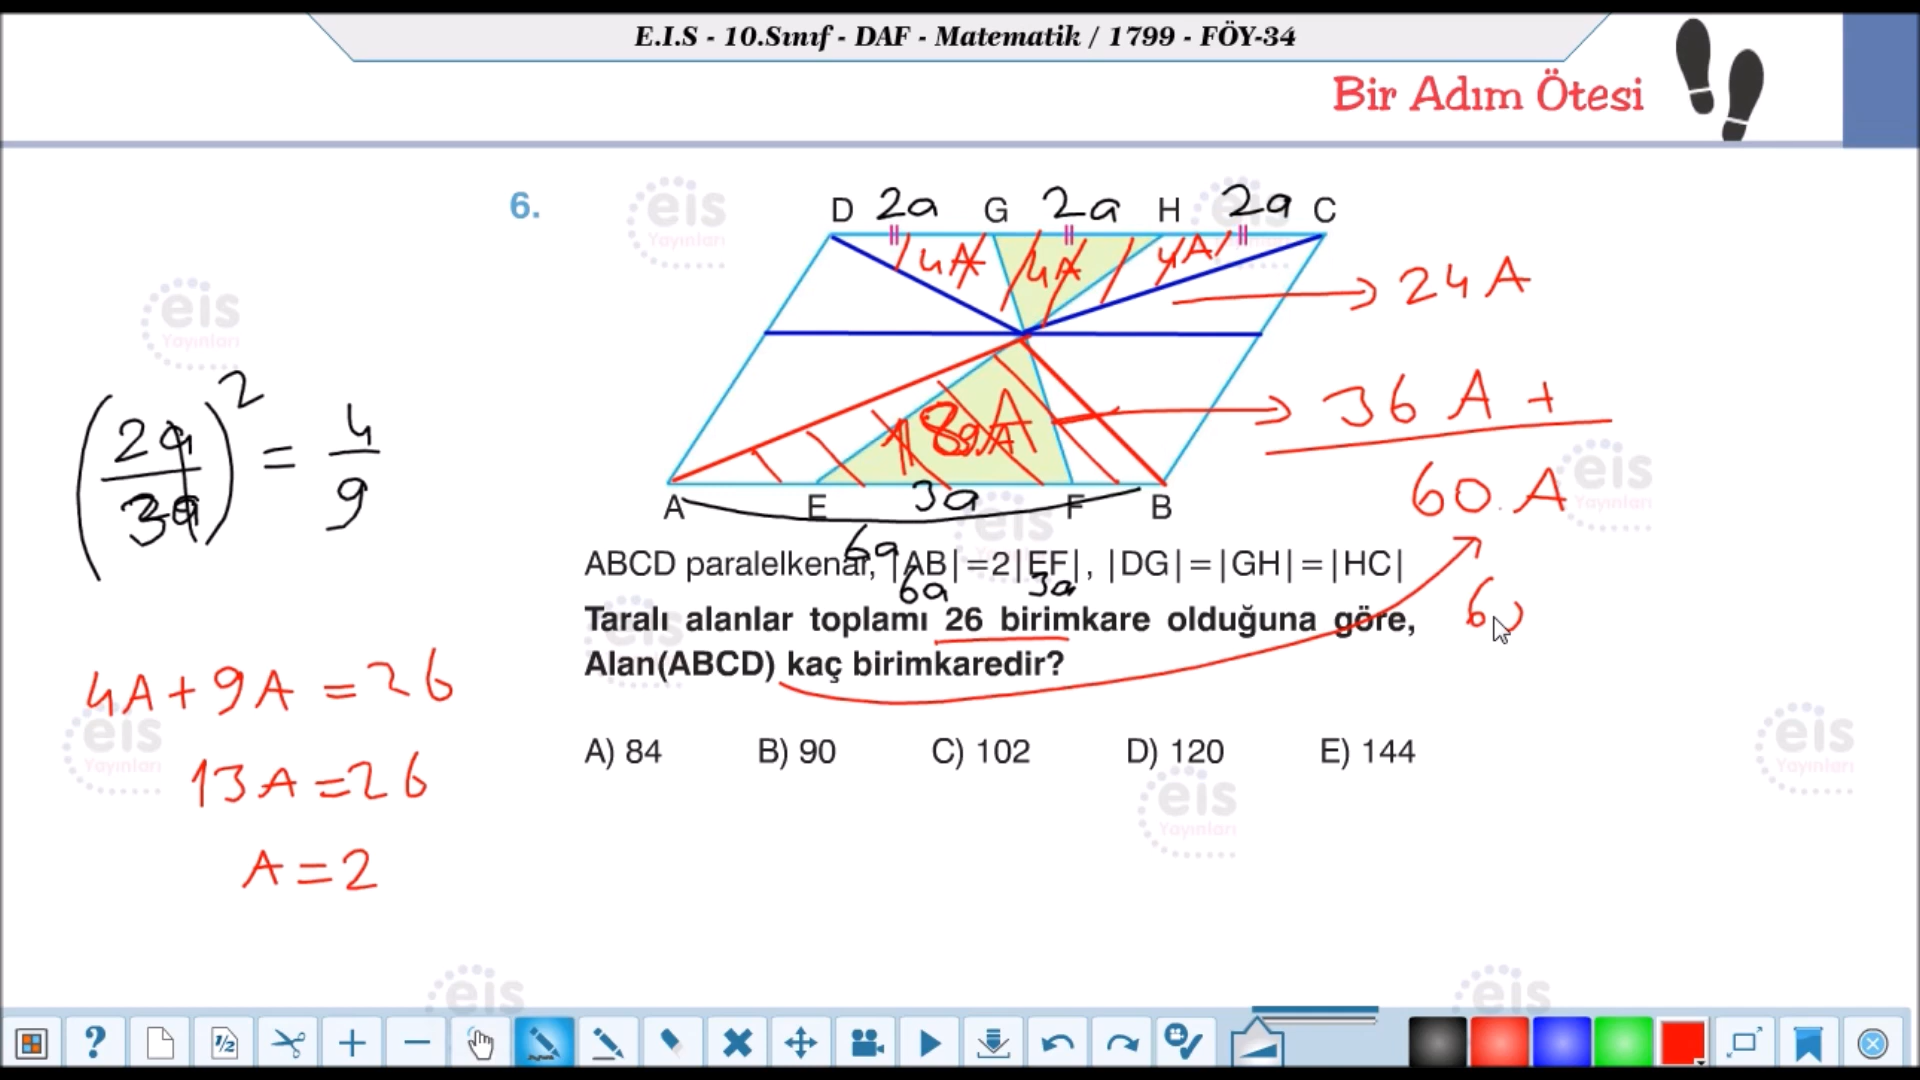 E.I.S - 10.Sınıf - DAF - Matematik / 1799 - FÖY-34
Bir Adım Ötesi
6.
D 2a G 2a H 2a C
4A 4A 4A
→ 24A
18A
→ 36A +
60.A
A E 3a F B
6a
(2a/3a)² = 4/9
ABCD paralelkenar, |AB|=2|EF|, |DG|=|GH|=|HC|
6a 3a
Taralı alanlar toplamı 26 birimkare olduğuna göre,
Alan(ABCD) kaç birimkaredir?
4A+9A = 26
13A=26
A=2
A) 84 B) 90 C) 102 D) 120 E) 144
eis
Yayınları